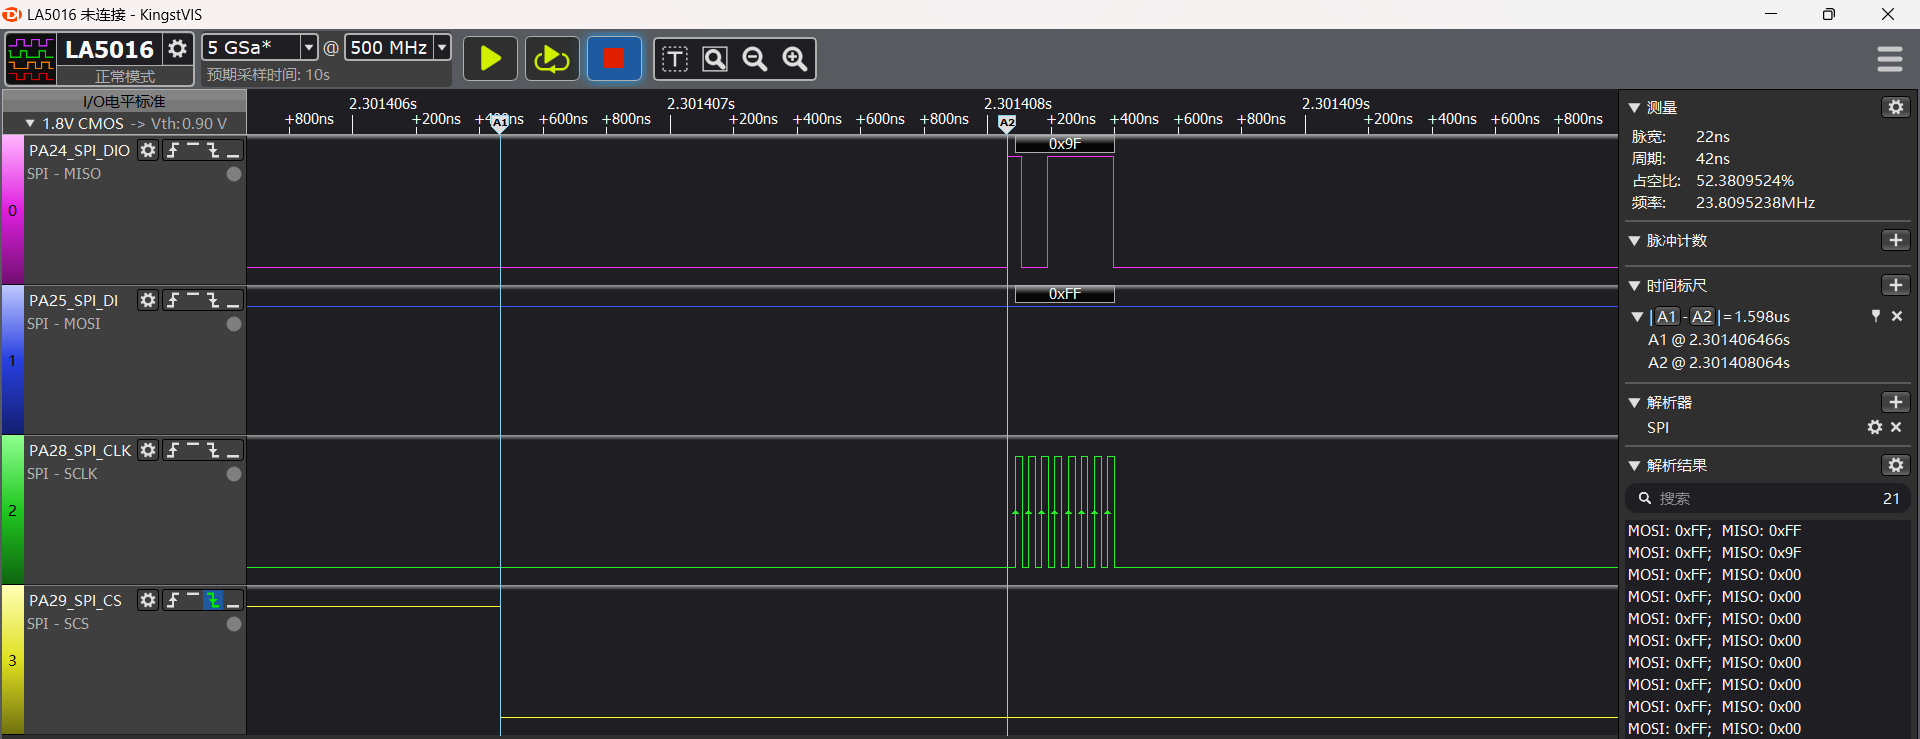 LA5016 未连接 - KingstVIS
LA5016
正常模式
5 GSa*
@
500 MHz
预期采样时间: 10s
I/O电平标准
1.8V CMOS -> Vth: 0.90 V
2.301406s 2.301407s 2.301408s 2.301409s
+800ns +200ns +400ns +600ns +800ns +200ns +400ns +600ns +800ns +200ns +400ns +600ns +800ns +200ns +400ns +600ns +800ns
A1 A2
0
PA24_SPI_DIO
SPI - MISO
0x9F
1
PA25_SPI_DI
SPI - MOSI
0xFF
2
PA28_SPI_CLK
SPI - SCLK
3
PA29_SPI_CS
SPI - SCS
测量
脉宽: 22ns
周期: 42ns
占空比: 52.3809524%
频率: 23.8095238MHz
脉冲计数
时间标尺
|A1 - A2| = 1.598us
A1 @ 2.301406466s
A2 @ 2.301408064s
解析器
SPI
解析结果
搜索 21
MOSI: 0xFF; MISO: 0xFF
MOSI: 0xFF; MISO: 0x9F
MOSI: 0xFF; MISO: 0x00
MOSI: 0xFF; MISO: 0x00
MOSI: 0xFF; MISO: 0x00
MOSI: 0xFF; MISO: 0x00
MOSI: 0xFF; MISO: 0x00
MOSI: 0xFF; MISO: 0x00
MOSI: 0xFF; MISO: 0x00
MOSI: 0xFF; MISO: 0x00